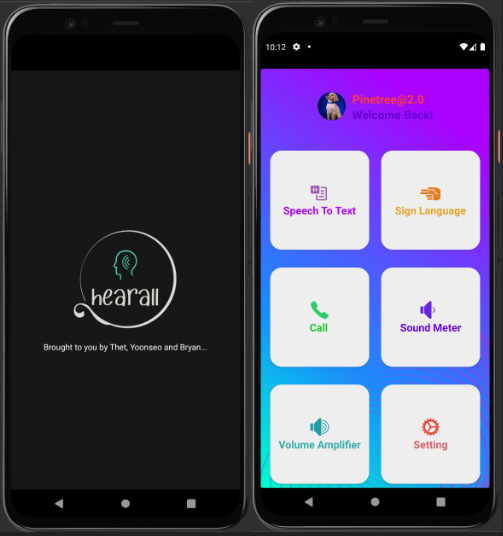 hearall
Brought to you by Thet, Yoonseo and Bryan...
10:12
Pinetree@2.0
Welcome Back!
Speech To Text
Sign Language
Call
Sound Meter
Volume Amplifier
Setting